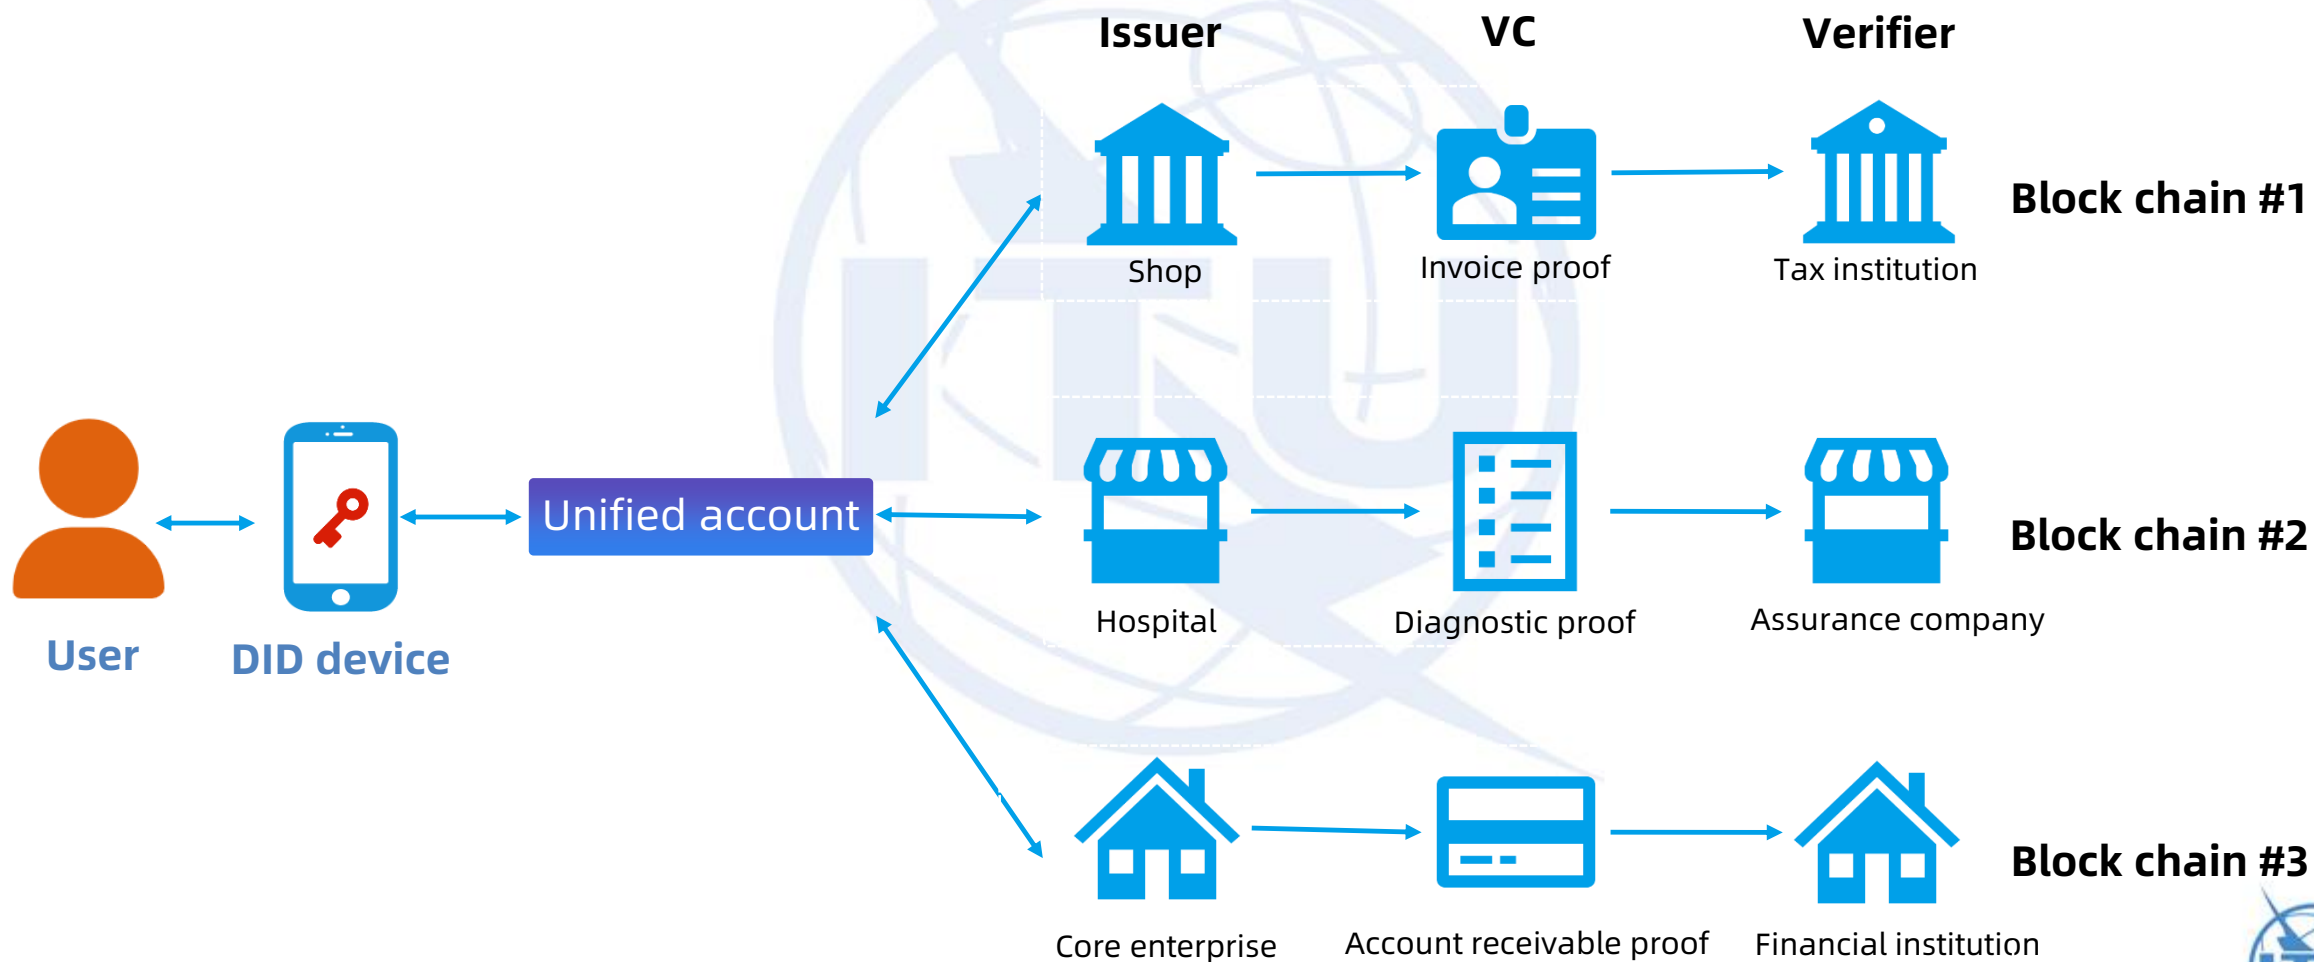 Issuer
VC
Verifier
Shop
Invoice proof
Tax institution
Block chain #1
Unified account
User
DID device
Hospital
Diagnostic proof
Assurance company
Block chain #2
Core enterprise
Account receivable proof
Financial institution
Block chain #3
ITU